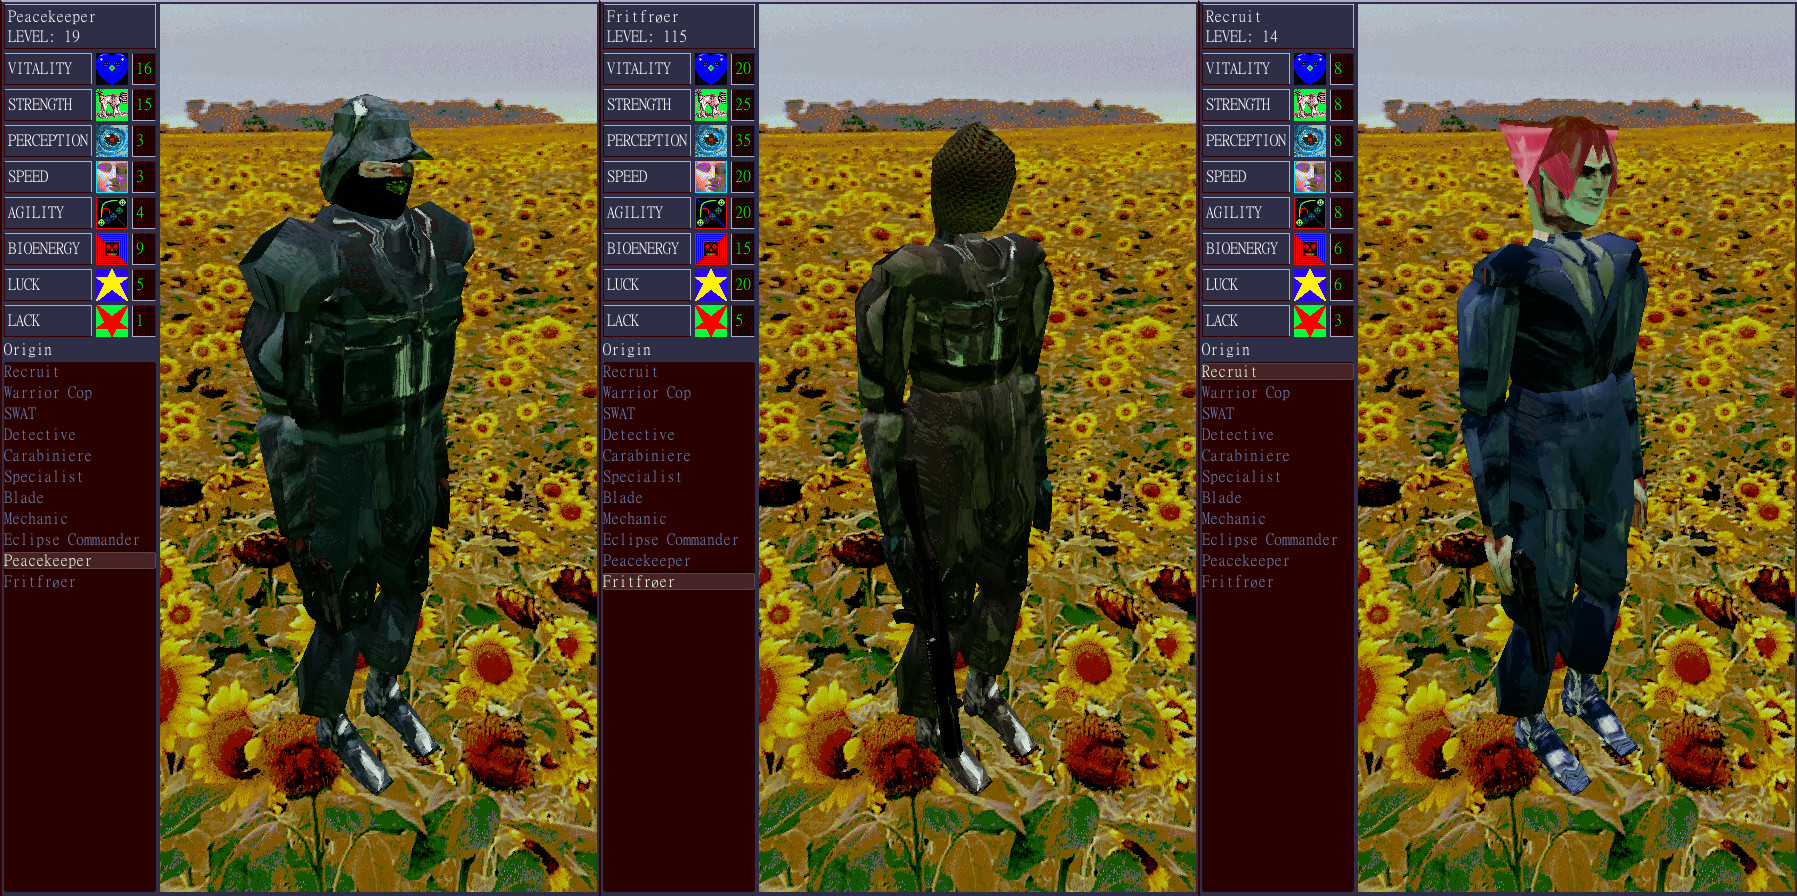 Peacekeeper
LEVEL: 19
VITALITY 16
STRENGTH 15
PERCEPTION 3
SPEED 3
AGILITY 4
BIOENERGY 9
LUCK 5
LACK 1
Origin
Recruit
Warrior Cop
SWAT
Detective
Carabiniere
Specialist
Blade
Mechanic
Eclipse Commander
Peacekeeper
Fritfrøer
Fritfrøer
LEVEL: 115
VITALITY 20
STRENGTH 25
PERCEPTION 35
SPEED 20
AGILITY 20
BIOENERGY 15
LUCK 20
LACK 5
Origin
Recruit
Warrior Cop
SWAT
Detective
Carabiniere
Specialist
Blade
Mechanic
Eclipse Commander
Peacekeeper
Fritfrøer
Recruit
LEVEL: 14
VITALITY 8
STRENGTH 8
PERCEPTION 8
SPEED 8
AGILITY 8
BIOENERGY 6
LUCK 6
LACK 3
Origin
Recruit
Warrior Cop
SWAT
Detective
Carabiniere
Specialist
Blade
Mechanic
Eclipse Commander
Peacekeeper
Fritfrøer